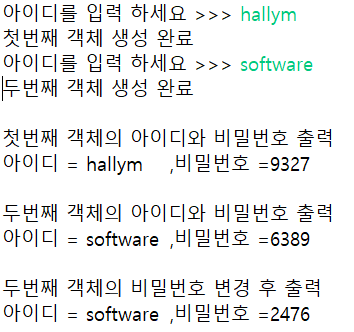 아이디를 입력 하세요 >>> hallym
첫번째 객체 생성 완료
아이디를 입력 하세요 >>> software
두번째 객체 생성 완료
첫번째 객체의 아이디와 비밀번호 출력
아이디 = hallym ,비밀번호 =9327
두번째 객체의 아이디와 비밀번호 출력
아이디 = software ,비밀번호 =6389
두번째 객체의 비밀번호 변경 후 출력
아이디 = software ,비밀번호 =2476